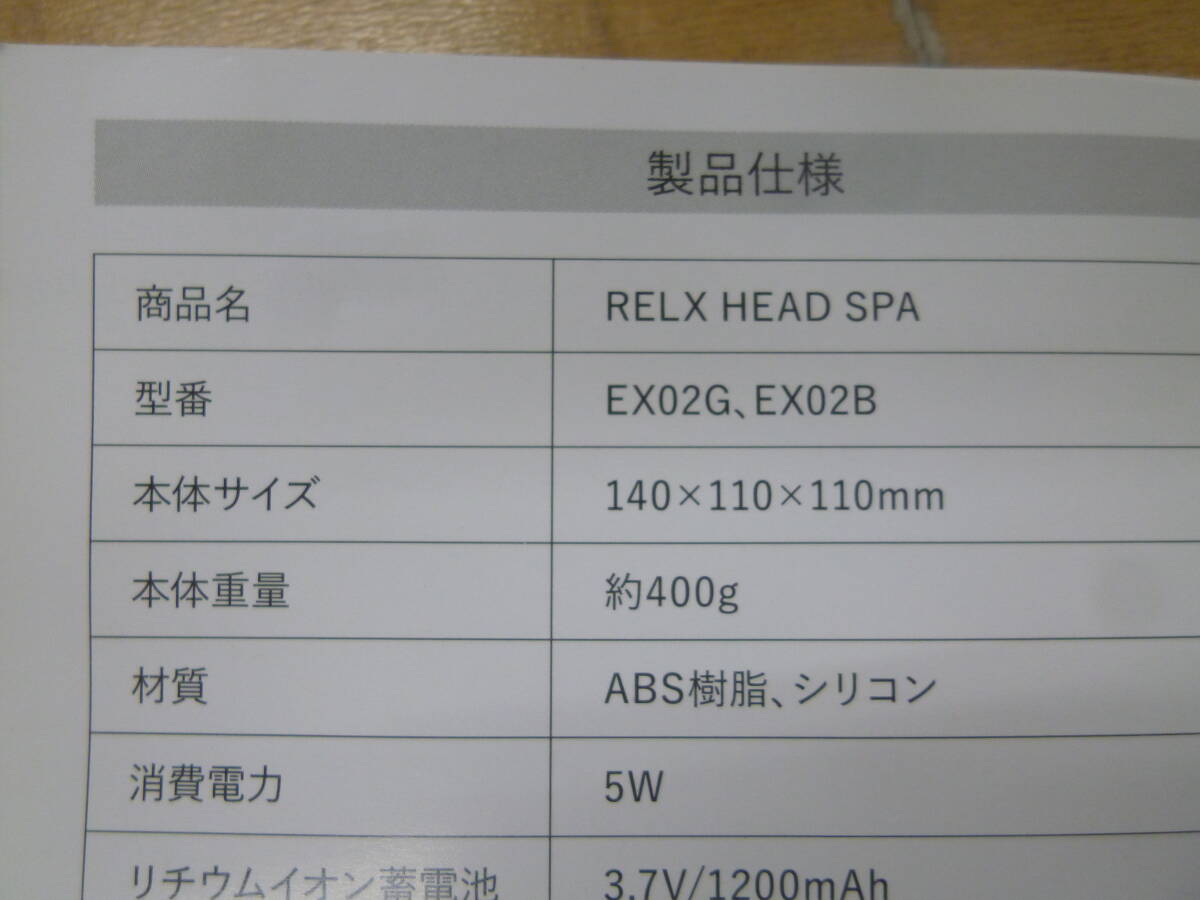 製品仕様
商品名 RELX HEAD SPA
型番 EX02G、EX02B
本体サイズ 140×110×110mm
本体重量 約400g
材質 ABS樹脂、シリコン
消費電力 5W
リチウムイオン蓄電池 3.7V/1200mAh